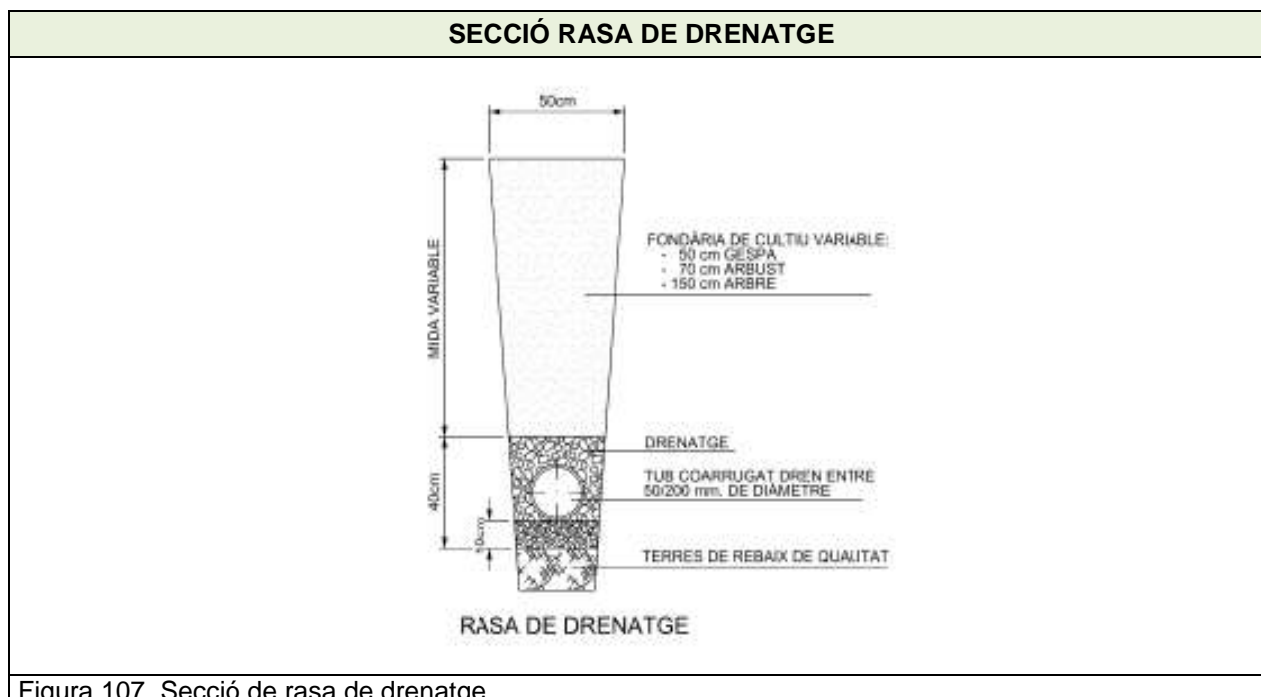 SECCIÓ RASA DE DRENATGE
50cm
MIDA VARIABLE
FONDÀRIA DE CULTIU VARIABLE:
- 50 cm GESPA
- 70 cm ARBUST
- 150 cm ARBRE
40cm
DRENATGE
TUB COARRUGAT DREN ENTRE
50/200 mm. DE DIÀMETRE
10cm
TERRES DE REBAIX DE QUALITAT
RASA DE DRENATGE
Figura 107. Secció de rasa de drenatge